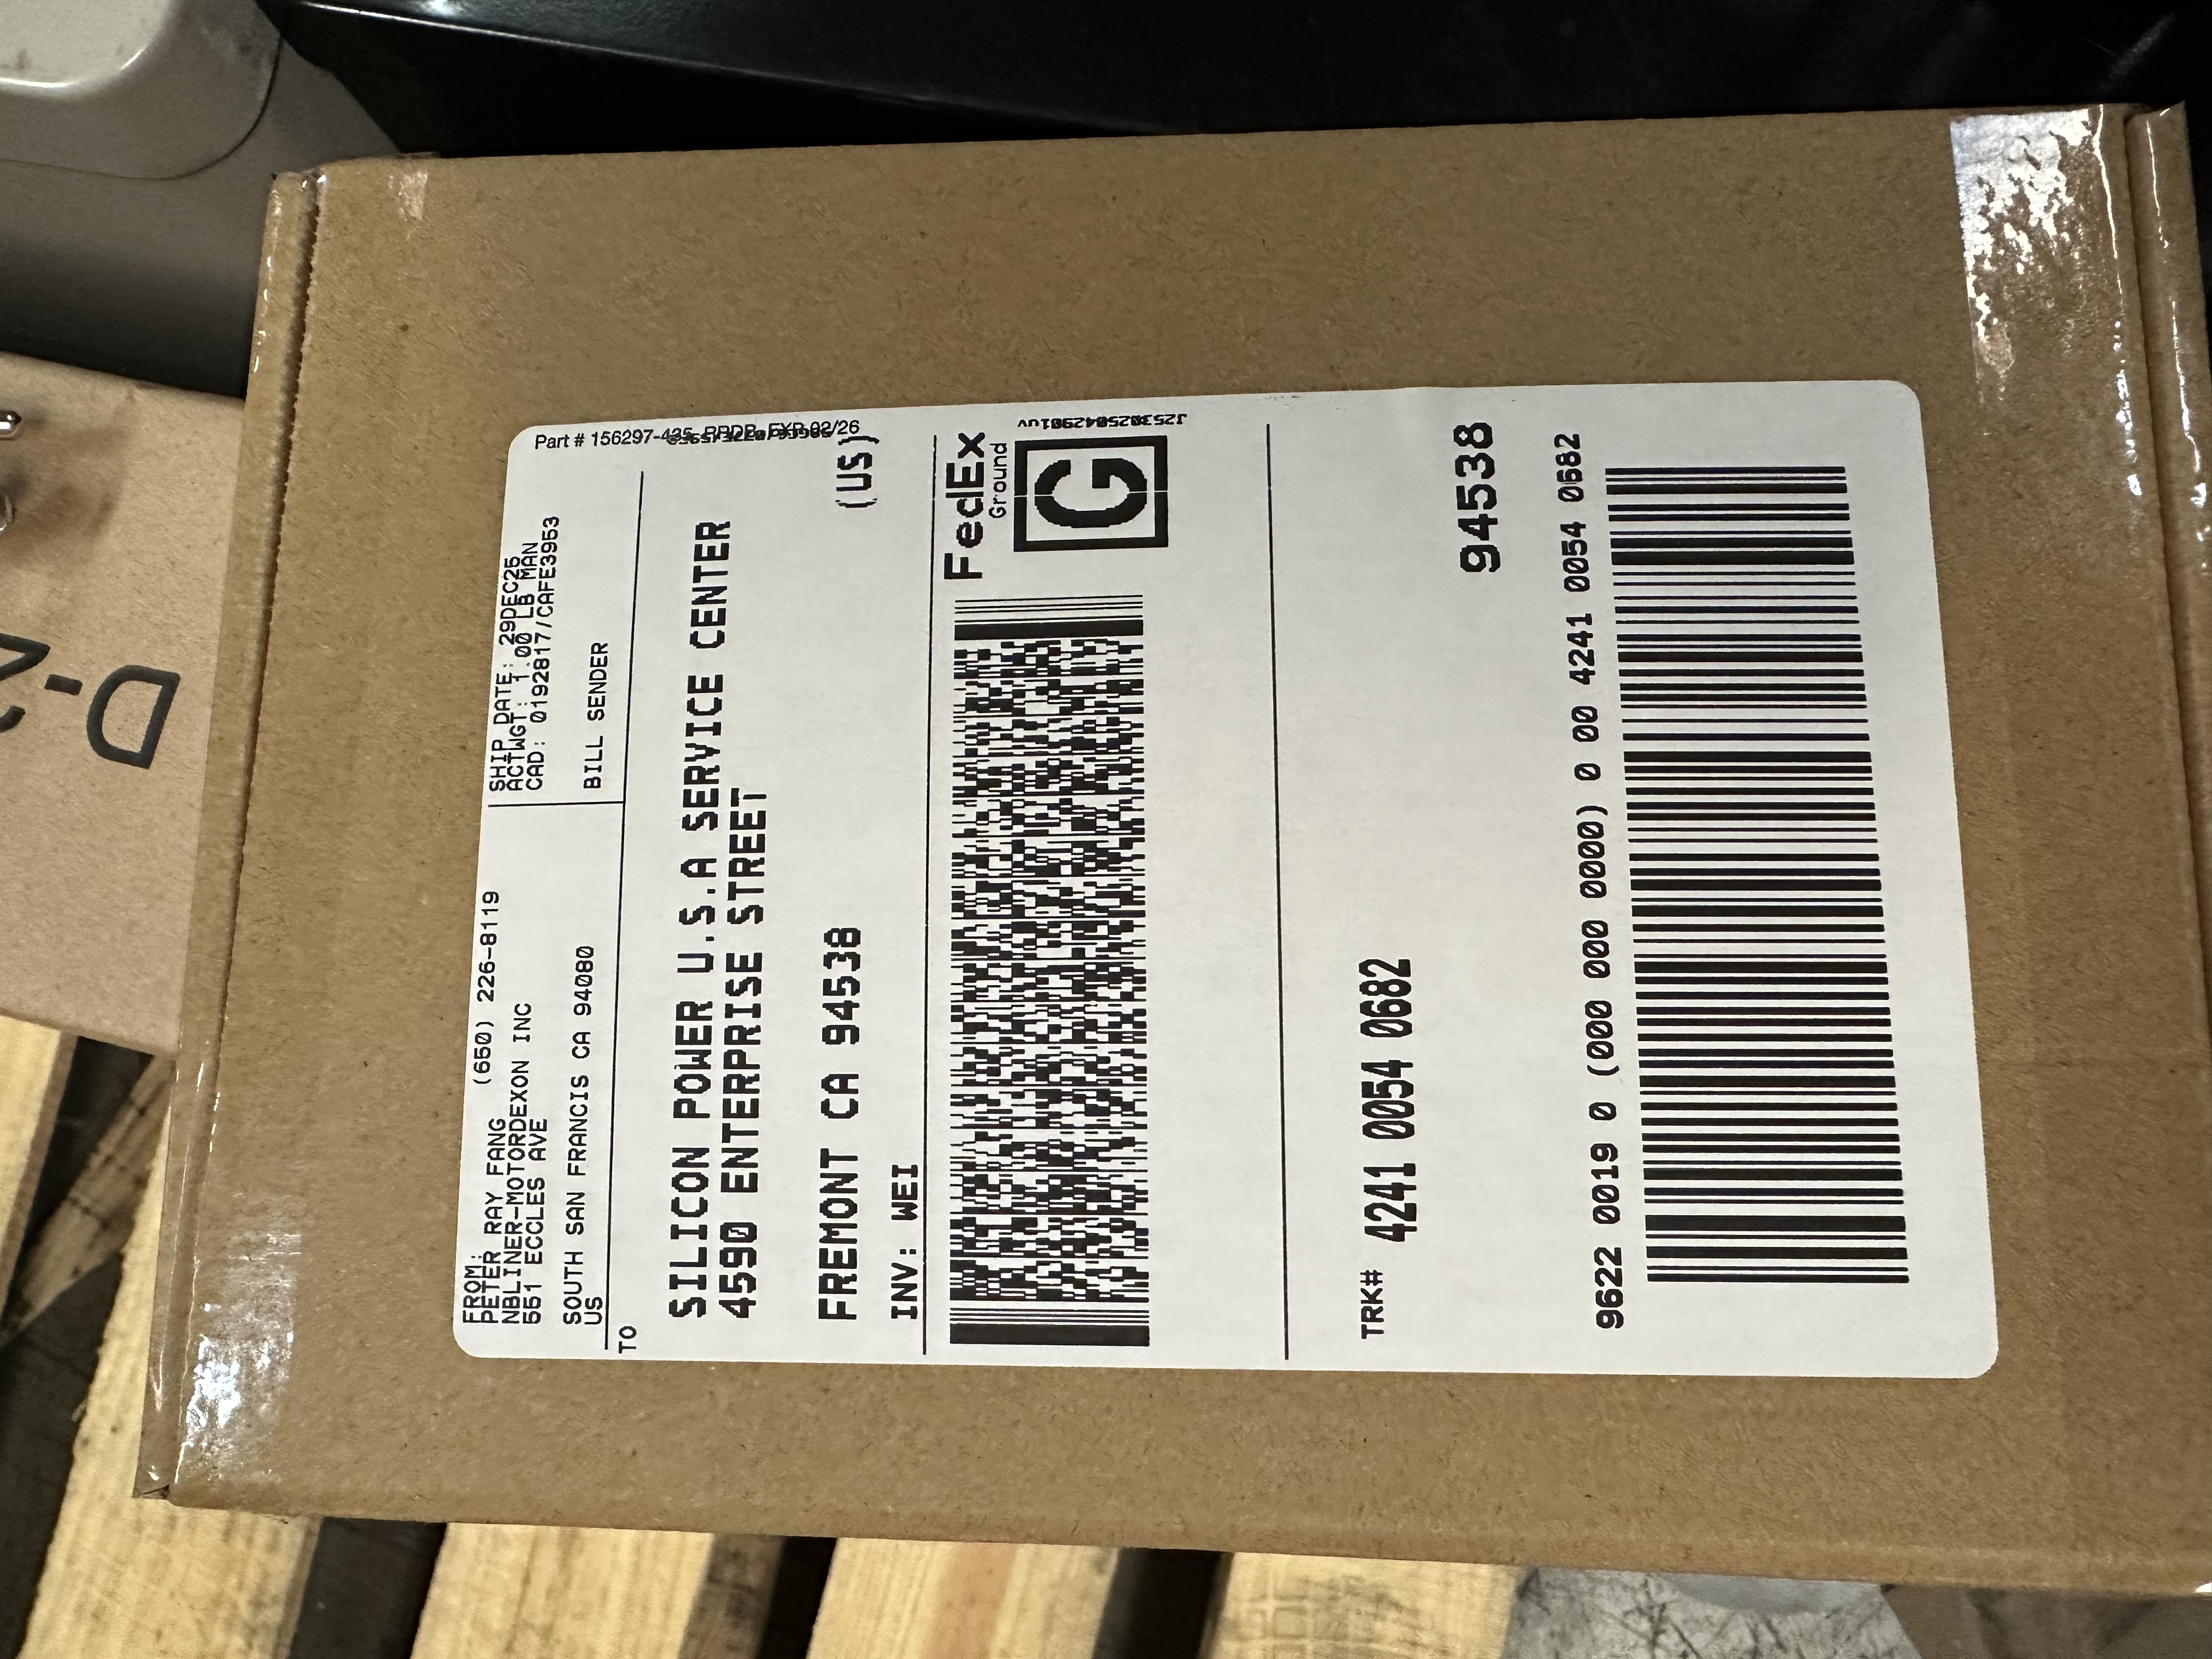 FROM:
PETER RAY FANG (650) 226-8119
NBLINER-MOTORDEXON INC
551 ECCLES AVE
SOUTH SAN FRANCIS CA 94080
US
SHIP DATE: 29DEC25
ACTWGT: 1.00 LB MAN
CAD: 0192817/CAFE3953
BILL SENDER
Part # 156297-435 RRDB EXP 02/26
TO
SILICON POWER U.S.A SERVICE CENTER
4590 ENTERPRISE STREET
FREMONT CA 94538
(US)
INV: WEI
FedEx
Ground
G
J253025042901uv
TRK# 4241 0054 0682
94538
9622 0019 0 (000 000 0000) 0 00 4241 0054 0682